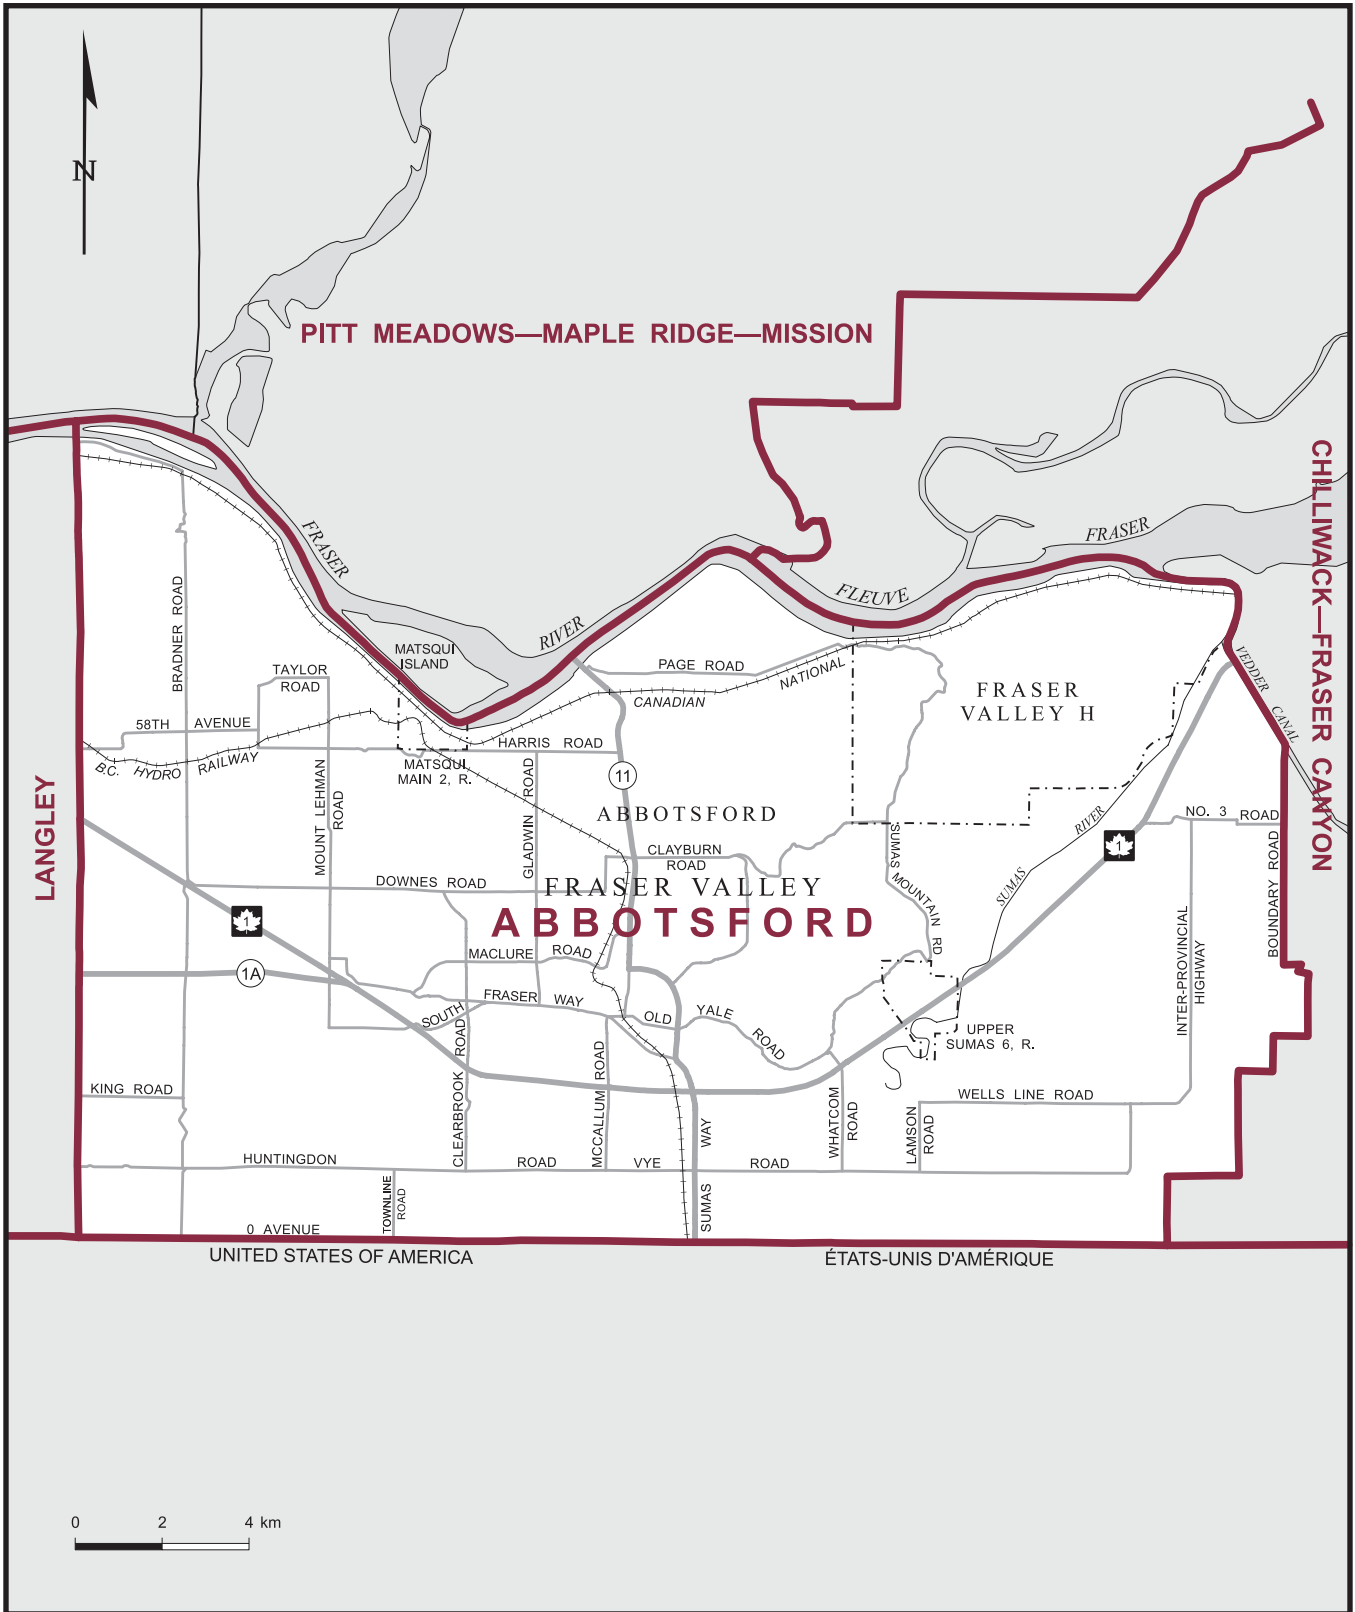 N
PITT MEADOWS—MAPLE RIDGE—MISSION
CHILLIWACK—FRASER CANYON
LANGLEY
FRASER
RIVER
FLEUVE
FRASER
MATSQUI
ISLAND
BRADNER ROAD
TAYLOR
ROAD
58TH AVENUE
B.C. HYDRO RAILWAY
PAGE ROAD
CANADIAN
NATIONAL
FRASER
VALLEY H
VEDDER CANAL
HARRIS ROAD
MATSQUI
MAIN 2, R.
MOUNT LEHMAN
ROAD
GLADWIN ROAD
11
ABBOTSFORD
CLAYBURN
ROAD
SUMAS MOUNTAIN RD
SUMAS RIVER
NO. 3 ROAD
1
BOUNDARY ROAD
DOWNES ROAD
FRASER VALLEY
ABBOTSFORD
1
1A
MACLURE ROAD
SOUTH FRASER WAY
OLD YALE ROAD
INTER-PROVINCIAL
HIGHWAY
UPPER
SUMAS 6, R.
KING ROAD
CLEARBROOK ROAD
MCCALLUM ROAD
WHATCOM
ROAD
LAMSON
ROAD
WELLS LINE ROAD
HUNTINGDON ROAD
VYE ROAD
SUMAS WAY
TOWNLINE
ROAD
0 AVENUE
UNITED STATES OF AMERICA
ÉTATS-UNIS D'AMÉRIQUE
0 2 4 km